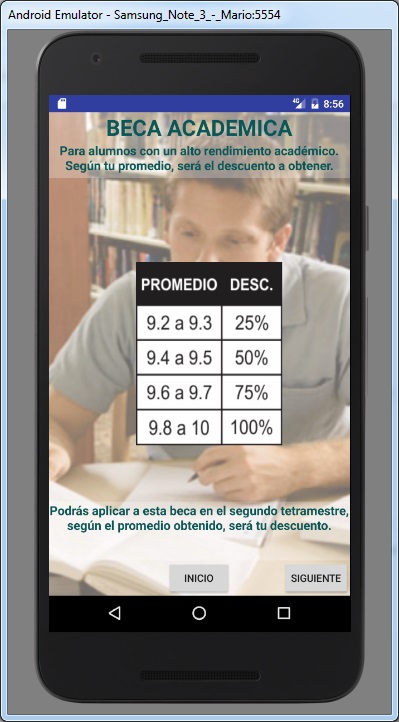 Android Emulator - Samsung_Note_3_-_Mario:5554
4G 8:56
BECA ACADEMICA
Para alumnos con un alto rendimiento académico.
Según tu promedio, será el descuento a obtener.
PROMEDIO DESC.
9.2 a 9.3 25%
9.4 a 9.5 50%
9.6 a 9.7 75%
9.8 a 10 100%
Podrás aplicar a esta beca en el segundo tetramestre,
según el promedio obtenido, será tu descuento.
INICIO SIGUIENTE